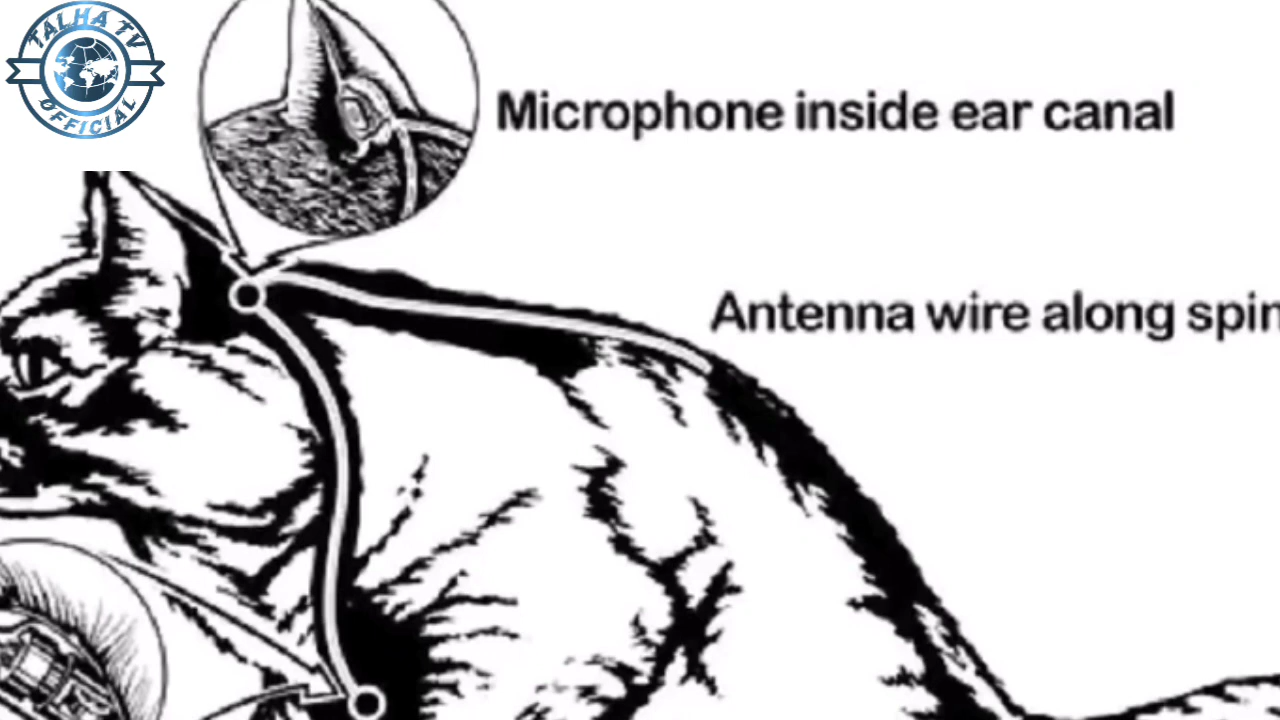 TALHA TV
OFFICIAL
Microphone inside ear canal
Antenna wire along spin